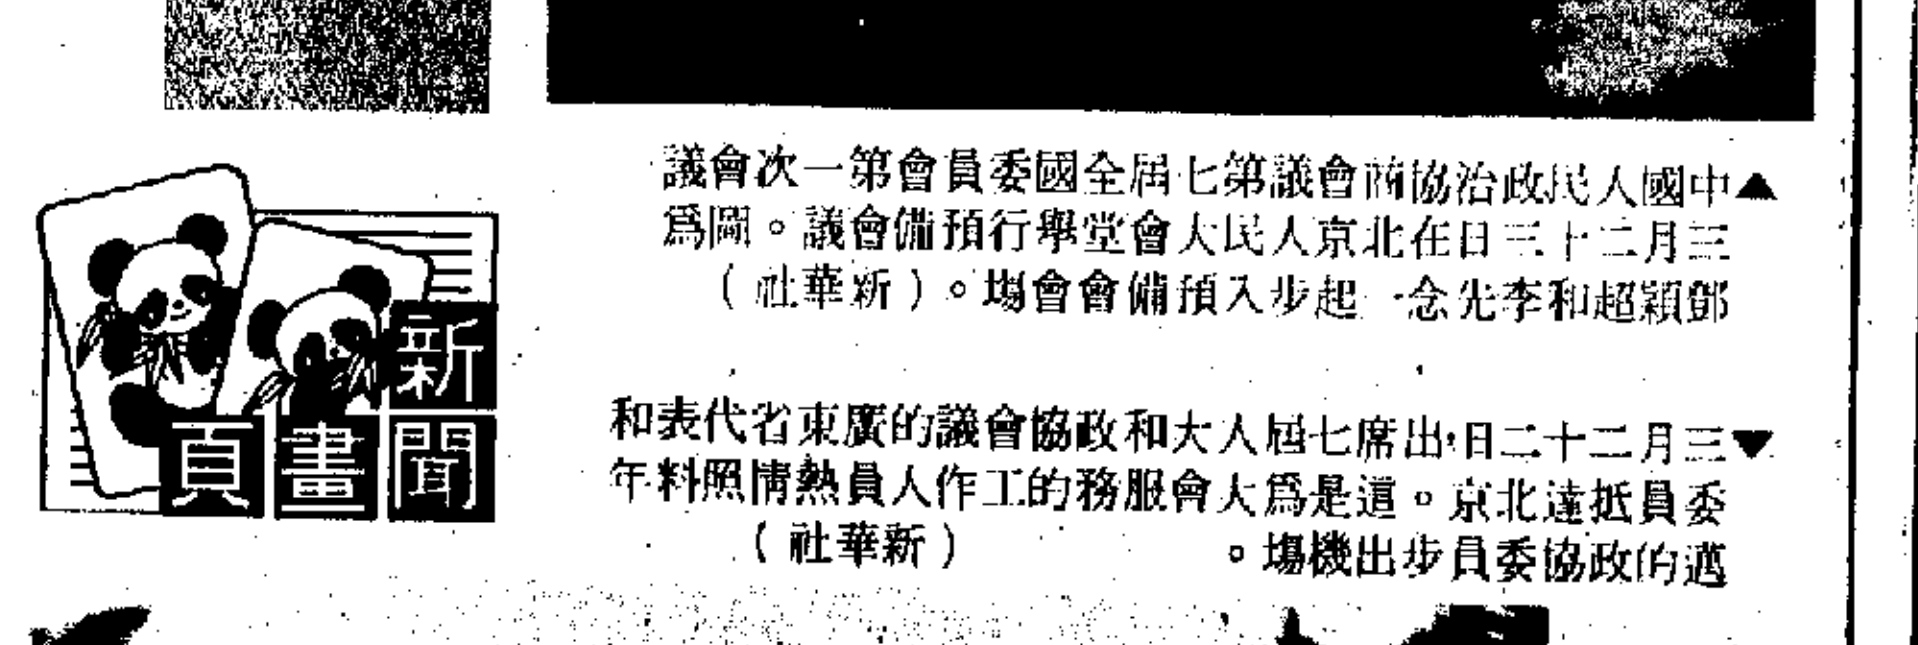 ▲中國人民政治協商會議第七屆全國委員會第一次會議
三月二十三日在北京人民大會堂舉行預備會議。圖爲
鄧穎超和李先念一起步入預備會會場。（新華社）
▼三月二十二日出席七屆人大和政協會議的廣東省代表和
委員抵達北京。這是爲大會服務的工作人員熱情照料年
邁的政協委員步出機場。（新華社）
新聞畫頁